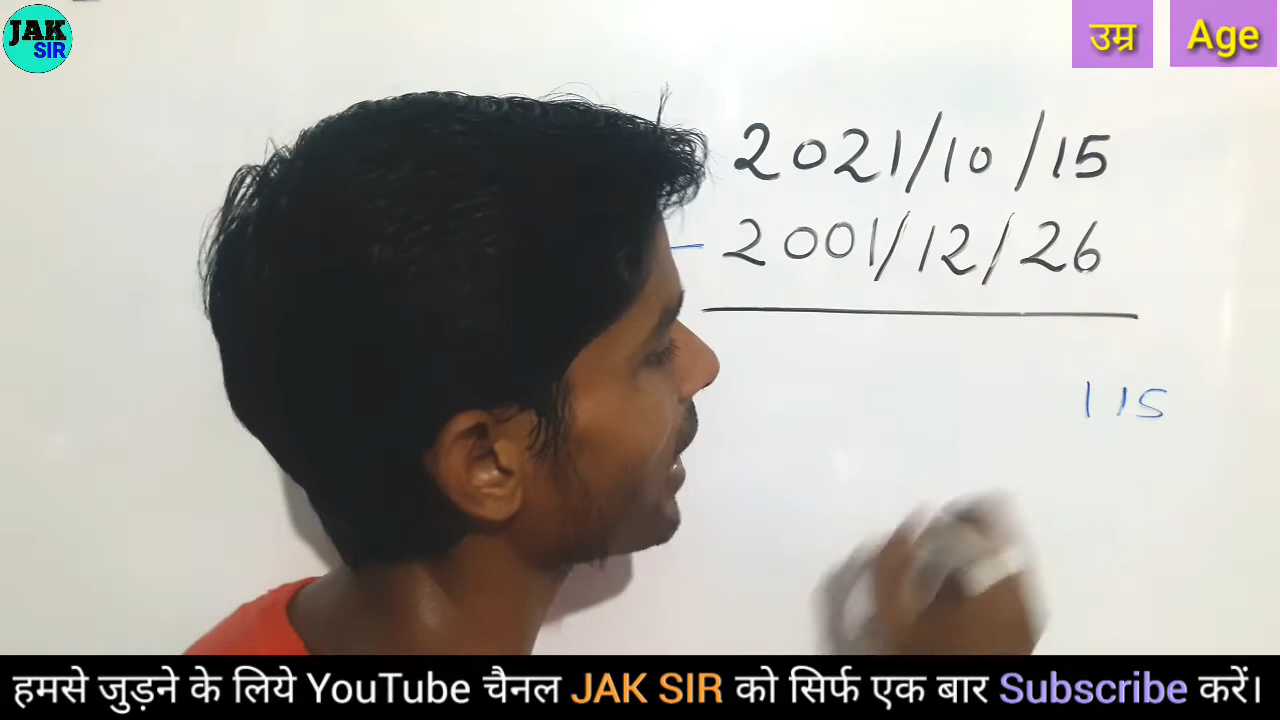 JAK
SIR
उम्र Age
2021/10/15
- 2001/12/26
115
हमसे जुड़ने के लिये YouTube चैनल JAK SIR को सिर्फ एक बार Subscribe करें।